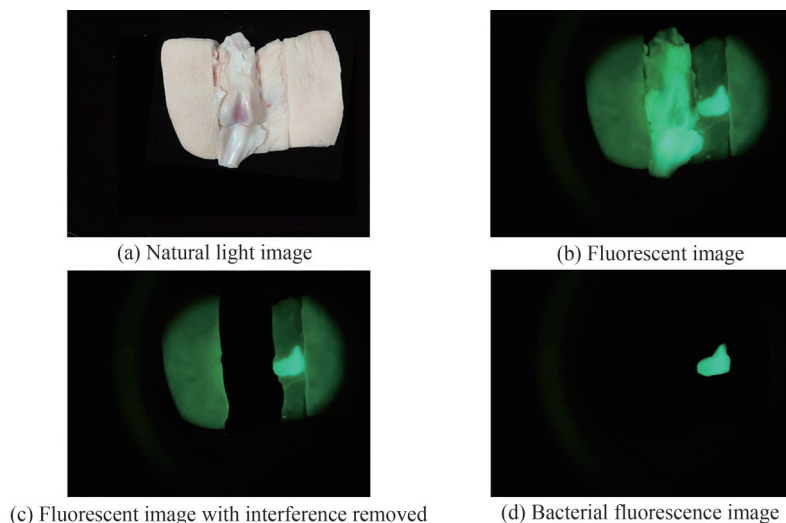 (a) Natural light image
(b) Fluorescent image
(c) Fluorescent image with interference removed
(d) Bacterial fluorescence image